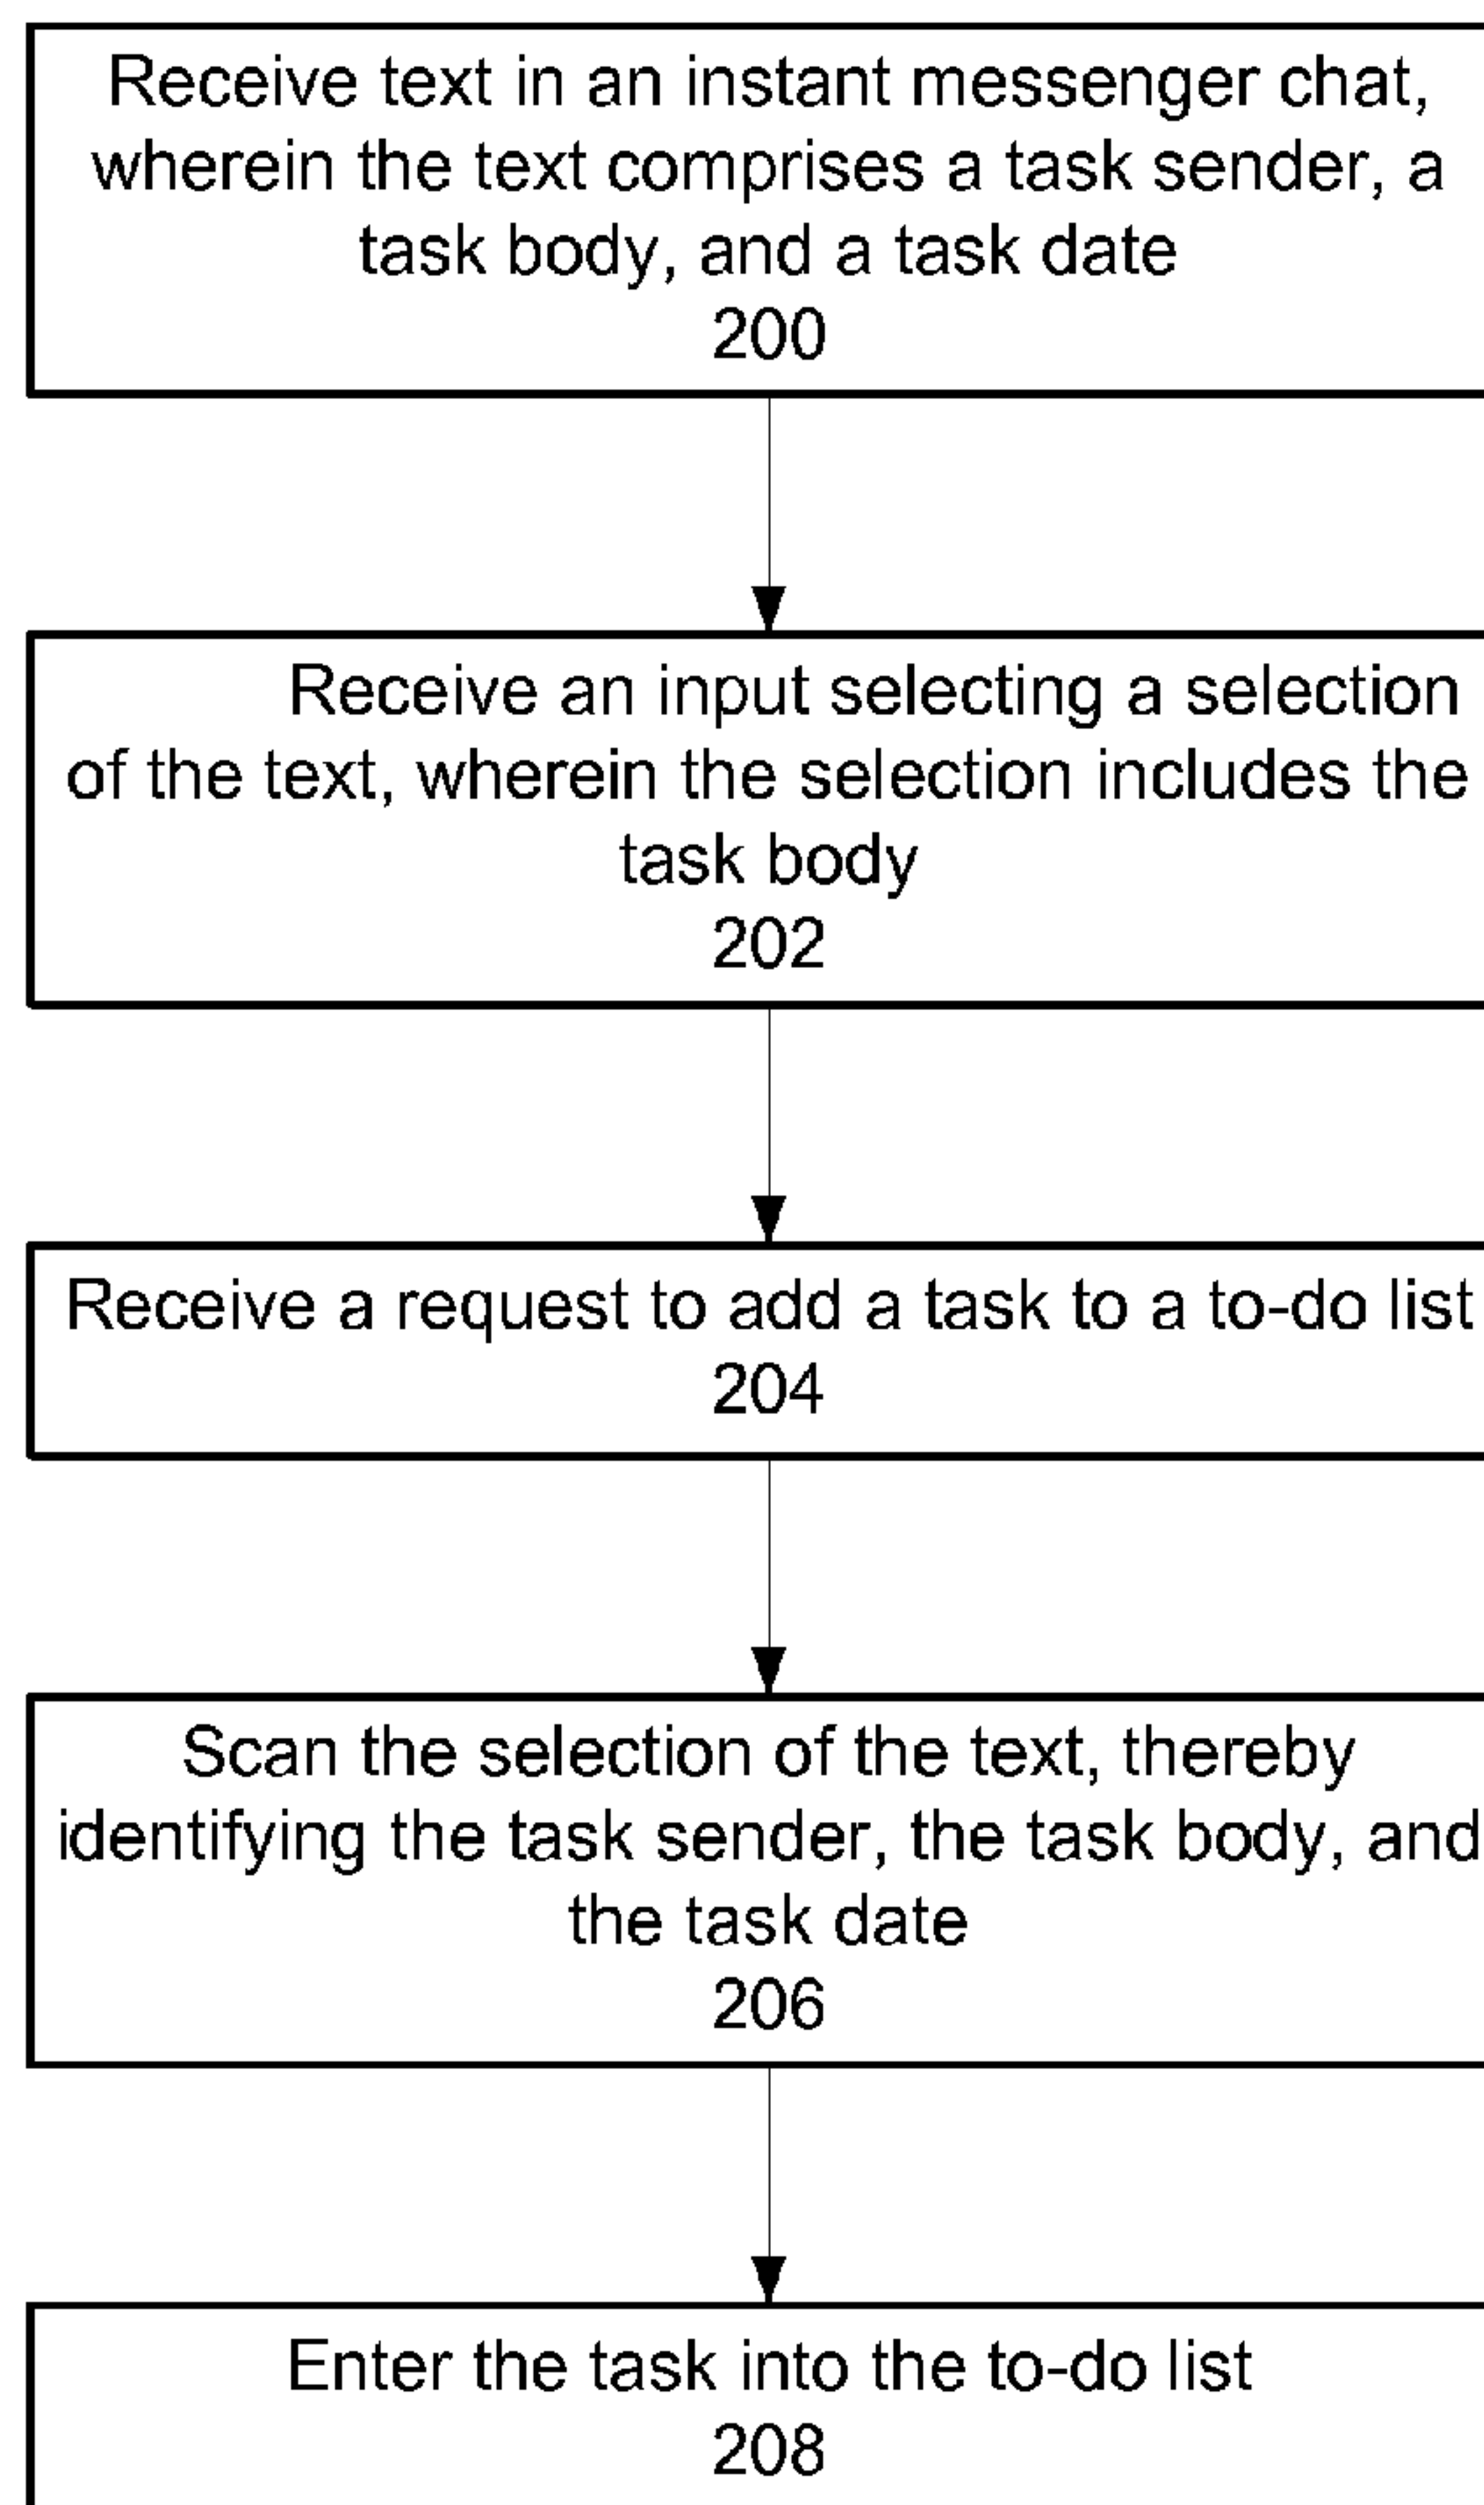 Receive text in an instant messenger chat,
wherein the text comprises a task sender, a
task body, and a task date
200
Receive an input selecting a selection
of the text, wherein the selection includes the
task body
202
Receive a request to add a task to a to-do list
204
Scan the selection of the text, thereby
identifying the task sender, the task body, and
the task date
206
Enter the task into the to-do list
208